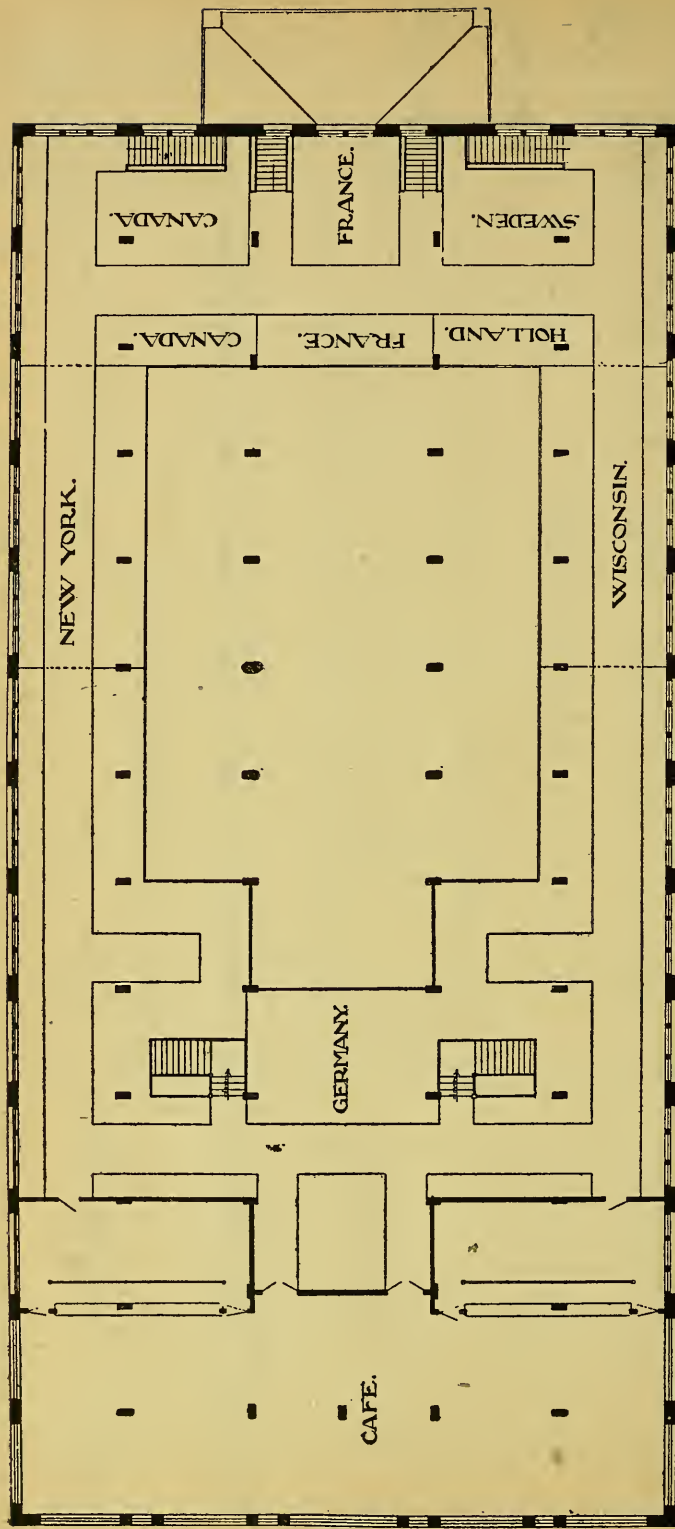 CANADA.
FRANCE.
SWEDEN.
CANADA.
FRANCE.
HOLLAND.
NEW YORK.
WISCONSIN.
GERMANY.
CAFE.